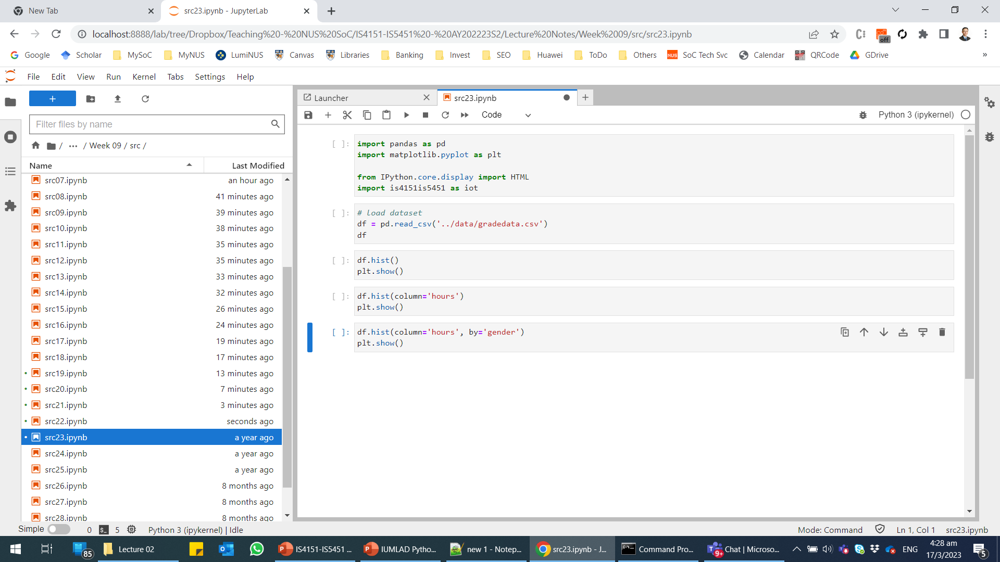 New Tab
src23.ipynb - JupyterLab
localhost:8888/lab/tree/Dropbox/Teaching%20-%20NUS%20SoC/IS4151-IS5451%20-%20AY202223S2/Lecture%20Notes/Week%2009/src/src23.ipynb
off
Google Scholar MySoC MyNUS LumiNUS Canvas Libraries Banking Invest SEO Huawei ToDo Others NUS SoC Tech Svc Calendar QRCode GDrive »
File Edit View Run Kernel Tabs Settings Help
Launcher
src23.ipynb
Code
Python 3 (ipykernel)
Filter files by name
/ ··· / Week 09 / src /
Name Last Modified
src07.ipynb an hour ago
src08.ipynb 41 minutes ago
src09.ipynb 39 minutes ago
src10.ipynb 38 minutes ago
src11.ipynb 35 minutes ago
src12.ipynb 35 minutes ago
src13.ipynb 33 minutes ago
src14.ipynb 32 minutes ago
src15.ipynb 26 minutes ago
src16.ipynb 24 minutes ago
src17.ipynb 19 minutes ago
src18.ipynb 17 minutes ago
src19.ipynb 13 minutes ago
src20.ipynb 7 minutes ago
src21.ipynb 3 minutes ago
src22.ipynb seconds ago
src23.ipynb a year ago
src24.ipynb a year ago
src25.ipynb a year ago
src26.ipynb 8 months ago
src27.ipynb 8 months ago
src28.ipynb 8 months ago
[ ]: import pandas as pd
import matplotlib.pyplot as plt
from IPython.core.display import HTML
import is4151is5451 as iot
[ ]: # load dataset
df = pd.read_csv('../data/gradedata.csv')
df
[ ]: df.hist()
plt.show()
[ ]: df.hist(column='hours')
plt.show()
[ ]: df.hist(column='hours', by='gender')
plt.show()
Simple 0 5 Python 3 (ipykernel) | Idle
Mode: Command Ln 1, Col 1 src23.ipynb
85 Lecture 02 IS4151-IS5451 ... IUMLAD Pytho... new 1 - Notep... src23.ipynb - J... Command Pro... 9+ Chat | Microso... ENG
4:28 am
17/3/2023
5